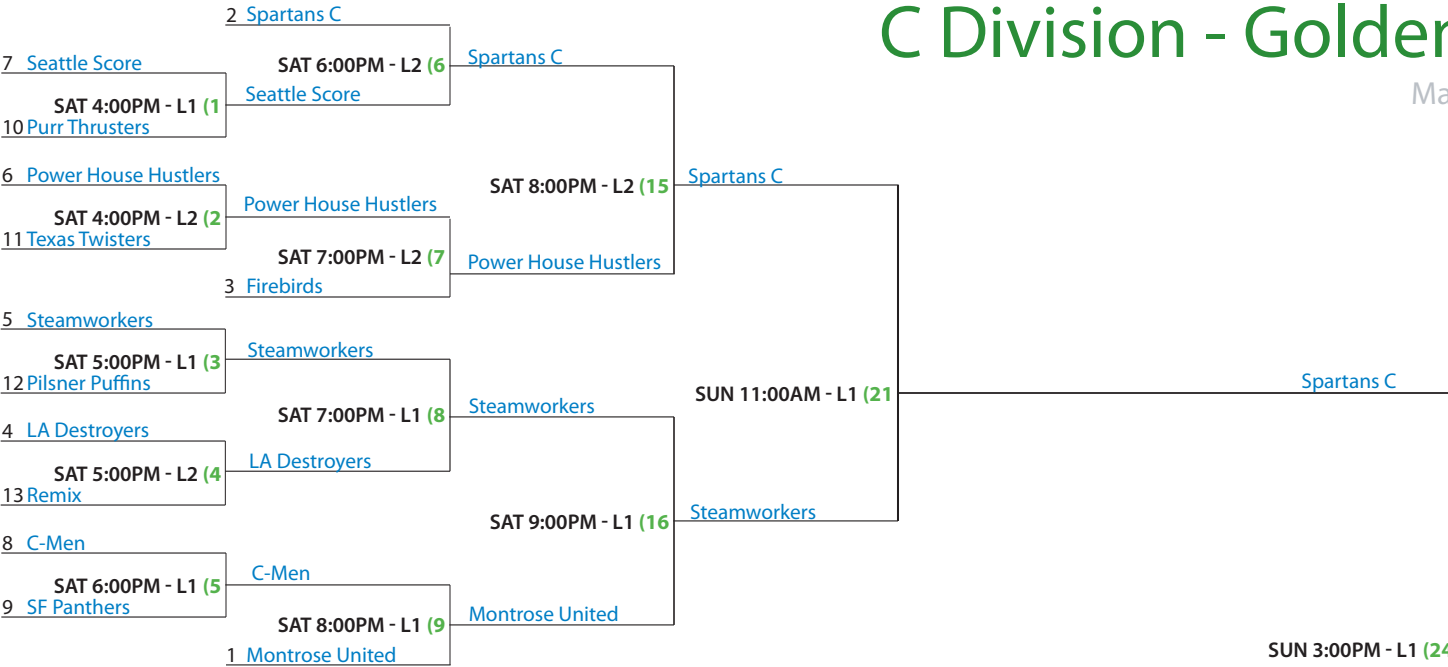 2 Spartans C
C Division - Golden
Ma
7 Seattle Score
SAT 6:00PM - L2 (6
Spartans C
SAT 4:00PM - L1 (1
Seattle Score
10 Purr Thrusters
6 Power House Hustlers
SAT 8:00PM - L2 (15
Spartans C
SAT 4:00PM - L2 (2
Power House Hustlers
11 Texas Twisters
SAT 7:00PM - L2 (7
Power House Hustlers
3 Firebirds
5 Steamworkers
SAT 5:00PM - L1 (3
Steamworkers
12 Pilsner Puffins
SUN 11:00AM - L1 (21
Spartans C
SAT 7:00PM - L1 (8
Steamworkers
4 LA Destroyers
SAT 5:00PM - L2 (4
LA Destroyers
13 Remix
SAT 9:00PM - L1 (16
Steamworkers
8 C-Men
SAT 6:00PM - L1 (5
C-Men
9 SF Panthers
SAT 8:00PM - L1 (9
Montrose United
1 Montrose United
SUN 3:00PM - L1 (24